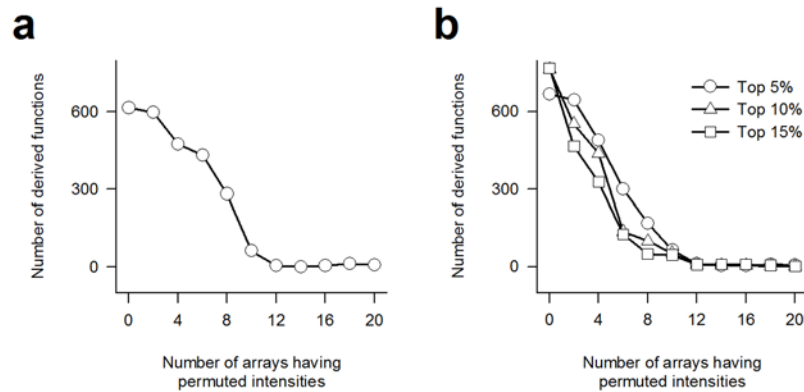 a
Number of derived functions
600
300
0
0 4 8 12 16 20
Number of arrays having
permuted intensities
b
Number of derived functions
600
300
0
0 4 8 12 16 20
Number of arrays having
permuted intensities
Top 5%
Top 10%
Top 15%